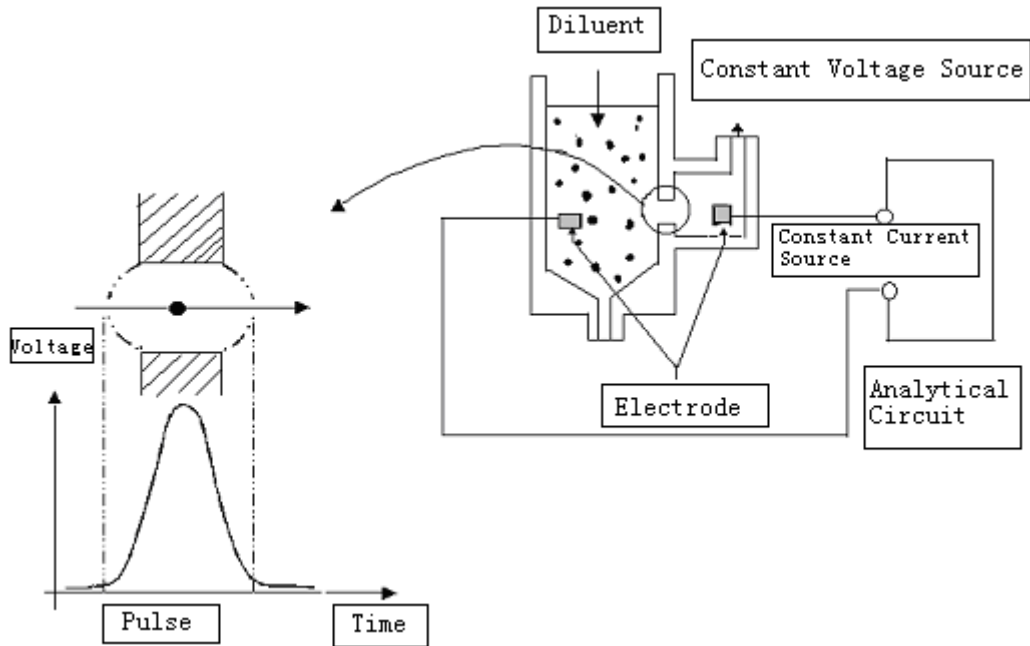 Diluent
Constant Voltage Source
Constant Current
Source
Voltage
Electrode
Analytical
Circuit
Pulse
Time